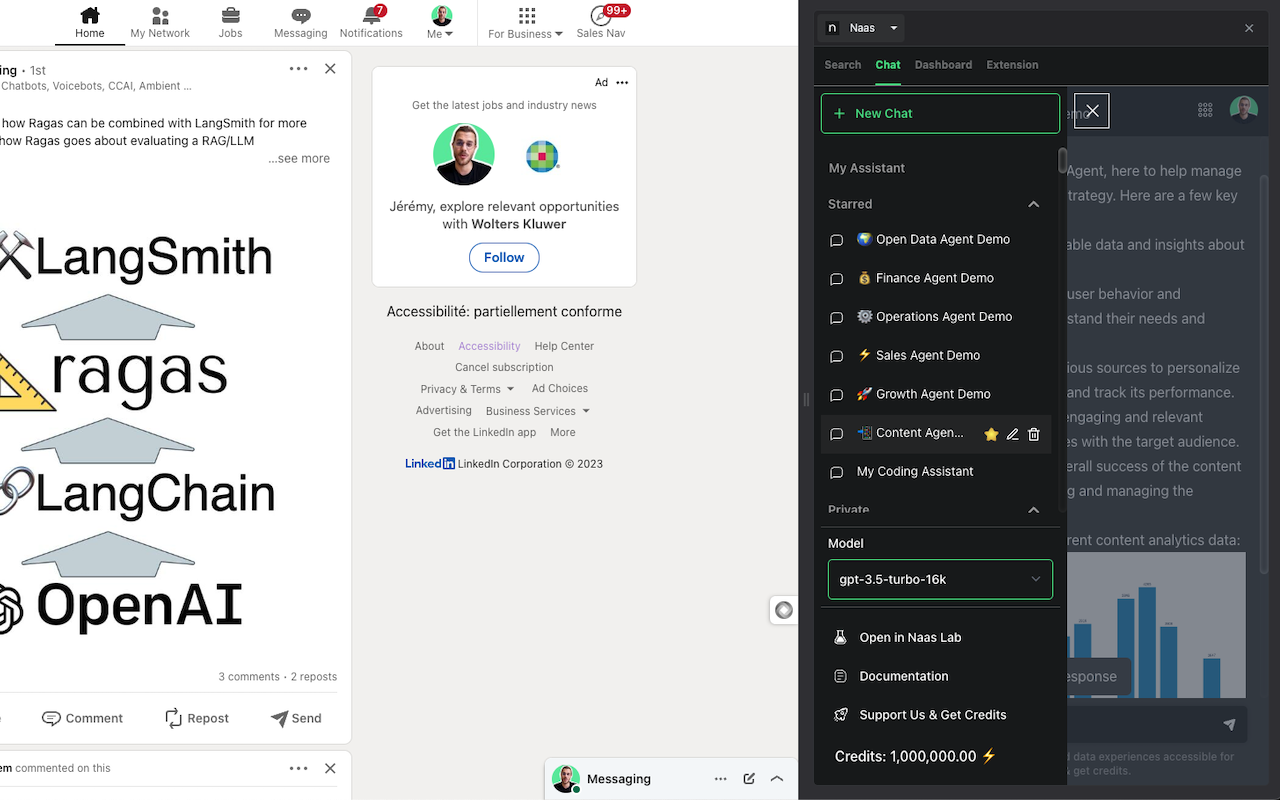 Home
My Network
Jobs
Messaging
7
Notifications
Me
For Business
99+
Sales Nav
ing • 1st
Chatbots, Voicebots, CCAI, Ambient ...
how Ragas can be combined with LangSmith for more
how Ragas goes about evaluating a RAG/LLM
...see more
LangSmith
ragas
LangChain
OpenAI
3 comments • 2 reposts
Comment
Repost
Send
em commented on this
Ad
Get the latest jobs and industry news
Jérémy, explore relevant opportunities
with Wolters Kluwer
Follow
Accessibilité: partiellement conforme
About Accessibility Help Center
Cancel subscription
Privacy & Terms Ad Choices
Advertising Business Services
Get the LinkedIn app More
LinkedIn LinkedIn Corporation © 2023
Messaging
n Naas
Search Chat Dashboard Extension
+ New Chat
My Assistant
Starred
Open Data Agent Demo
Finance Agent Demo
Operations Agent Demo
Sales Agent Demo
Growth Agent Demo
Content Agen...
My Coding Assistant
Private
Model
gpt-3.5-turbo-16k
Open in Naas Lab
Documentation
Support Us & Get Credits
Credits: 1,000,000.00
emo
Agent, here to help manage
trategy. Here are a few key
able data and insights about
user behavior and
stand their needs and
ious sources to personalize
and track its performance.
engaging and relevant
es with the target audience.
erall success of the content
g and managing the
rent content analytics data:
esponse
d data experiences accessible for
& get credits.